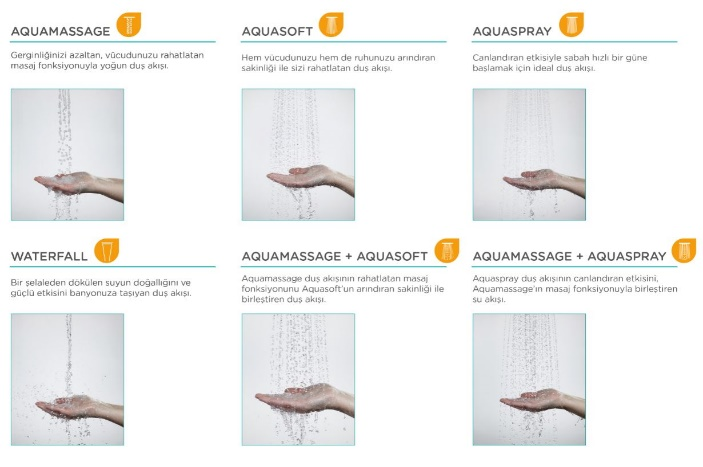 AQUAMASSAGE
Gerginliğinizi azaltan, vücudunuzu rahatlatan
masaj fonksiyonuyla yoğun duş akışı.
AQUASOFT
Hem vücudunuzu hem de ruhunuzu arındıran
sakinliği ile sizi rahatlatan duş akışı.
AQUASPRAY
Canlandıran etkisiyle sabah hızlı bir güne
başlamak için ideal duş akışı.
WATERFALL
Bir şelaleden dökülen suyun doğallığını ve
güçlü etkisini banyonuza taşıyan duş akışı.
AQUAMASSAGE + AQUASOFT
Aquamassage duş akışının rahatlatan masaj
fonksiyonunu Aquasoft'un arındıran sakinliği ile
birleştiren duş akışı.
AQUAMASSAGE + AQUASPRAY
Aquaspray duş akışının canlandıran etkisini,
Aquamassage'ın masaj fonksiyonuyla birleştiren
su akışı.